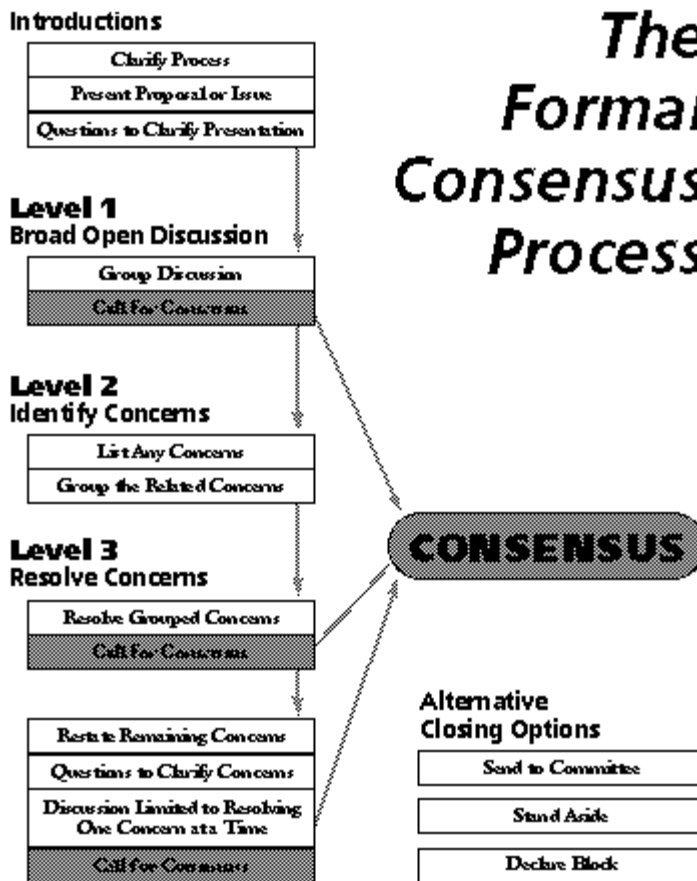 The
Formal
Consensus
Process
Introductions
Clarify Process
Present Proposal or Issue
Questions to Clarify Presentation
Level 1
Broad Open Discussion
Group Discussion
Call For Consensus
Level 2
Identify Concerns
List Any Concerns
Group the Related Concerns
Level 3
Resolve Concerns
Resolve Grouped Concerns
Call For Consensus
Restate Remaining Concerns
Questions to Clarify Concerns
Discussion Limited to Resolving
One Concern at a Time
Call for Consensus
CONSENSUS
Alternative
Closing Options
Send to Committee
Stand Aside
Declare Block